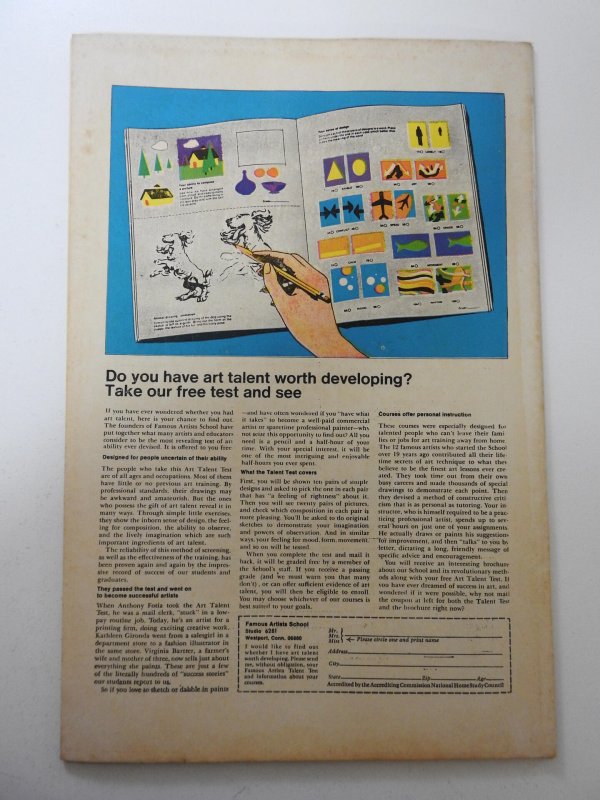 Your sense of design
Your ability to compose
a picture
Do you have art talent worth developing?
Take our free test and see
If you have ever wondered whether you had
art talent, here is your chance to find out.
The founders of Famous Artists School have
put together what many artists and educators
consider to be the most revealing test of art
ability ever devised. It is offered to you free
Designed for people uncertain of their ability
The people who take this Art Talent Test
are of all ages and occupations. Most of them
have little or no previous art training. By
professional standards, their drawings may
be awkward and amateurish. But the ones
who possess the gift of art talent reveal it in
many ways. Through simple little exercises,
they show the inborn sense of design, the feel-
ing for composition, the ability to observe,
and the lively imagination which are such
important ingredients of art talent.
The reliability of this method of screening,
as well as the effectiveness of the training, has
been proven again and again by the impres-
sive record of success of our students and
graduates.
They passed the test and went on
to become successful artists
When Anthony Fotia took the Art Talent
Test, he was a mail clerk, "stuck" in a low-
pay routine job. Today, he's an artist for a
printing firm, doing exciting creative work.
Kathleen Gironda went from a salesgirl in a
department store to a fashion illustrator in
the same store. Virginia Bartter, a farmer's
wife and mother of three, now sells just about
everything she paints. These are just a few
of the literally hundreds of "success stories"
our students report to us.
So if you love to sketch or dabble in paints
—and have often wondered if you "have what
it takes" to become a well-paid commercial
artist or sparetime professional painter—why
not seize this opportunity to find out? All you
need is a pencil and a half-hour of your
time. With your special interest, it will be
one of the most intriguing and enjoyable
half-hours you ever spent.
What the Talent Test covers
First, you will be shown ten pairs of simple
designs and asked to pick the one in each pair
that has "a feeling of rightness" about it.
Then you will see twenty pairs of pictures,
and check which composition in each pair is
more pleasing. You'll be asked to do original
sketches to demonstrate your imagination
and powers of observation. And in similar
ways, your feeling for mood, form, movement,
and so on will be tested.
When you complete the test and mail it
back, it will be graded free by a member of
the School's staff. If you receive a passing
grade (and we must warn you that many
don't), or can offer sufficient evidence of art
talent, you will then be eligible to enroll.
You may choose whichever of our courses is
best suited to your goals.
Courses offer personal instruction
These courses were especially designed for
talented people who can't leave their fami-
lies or jobs for art training away from home.
The 12 famous artists who started the School
over 19 years ago contributed all their life-
time secrets of art technique to what they
believe to be the finest art lessons ever cre-
ated. They took time out from their own
busy careers and made thousands of special
drawings to demonstrate each point. Then
they devised a method of constructive criti-
cism that is as personal as tutoring. Your in-
structor, who is himself required to be a prac-
ticing professional artist, spends up to sev-
eral hours on just one of your assignments.
He actually draws or paints his suggestions
for improvement, and then "talks" to you by
letter, dictating a long, friendly message of
specific advice and encouragement.
You will receive an interesting brochure
about our School and its revolutionary meth-
ods along with your free Art Talent Test. If
you have ever dreamed of success in art, and
wondered if it were possible, why not mail
the coupon at left for both the Talent Test
and the brochure right now?
Famous Artists School
Studio 6261
Westport, Conn. 06880
I would like to find out
whether I have art talent
worth developing. Please send
me, without obligation, your
Famous Artists Talent Test
and information about your
courses.
Mr.
Mrs.
Miss
Please circle one and print name
Address
City
State Zip Age
Accredited by the Accrediting Commission National Home Study Council